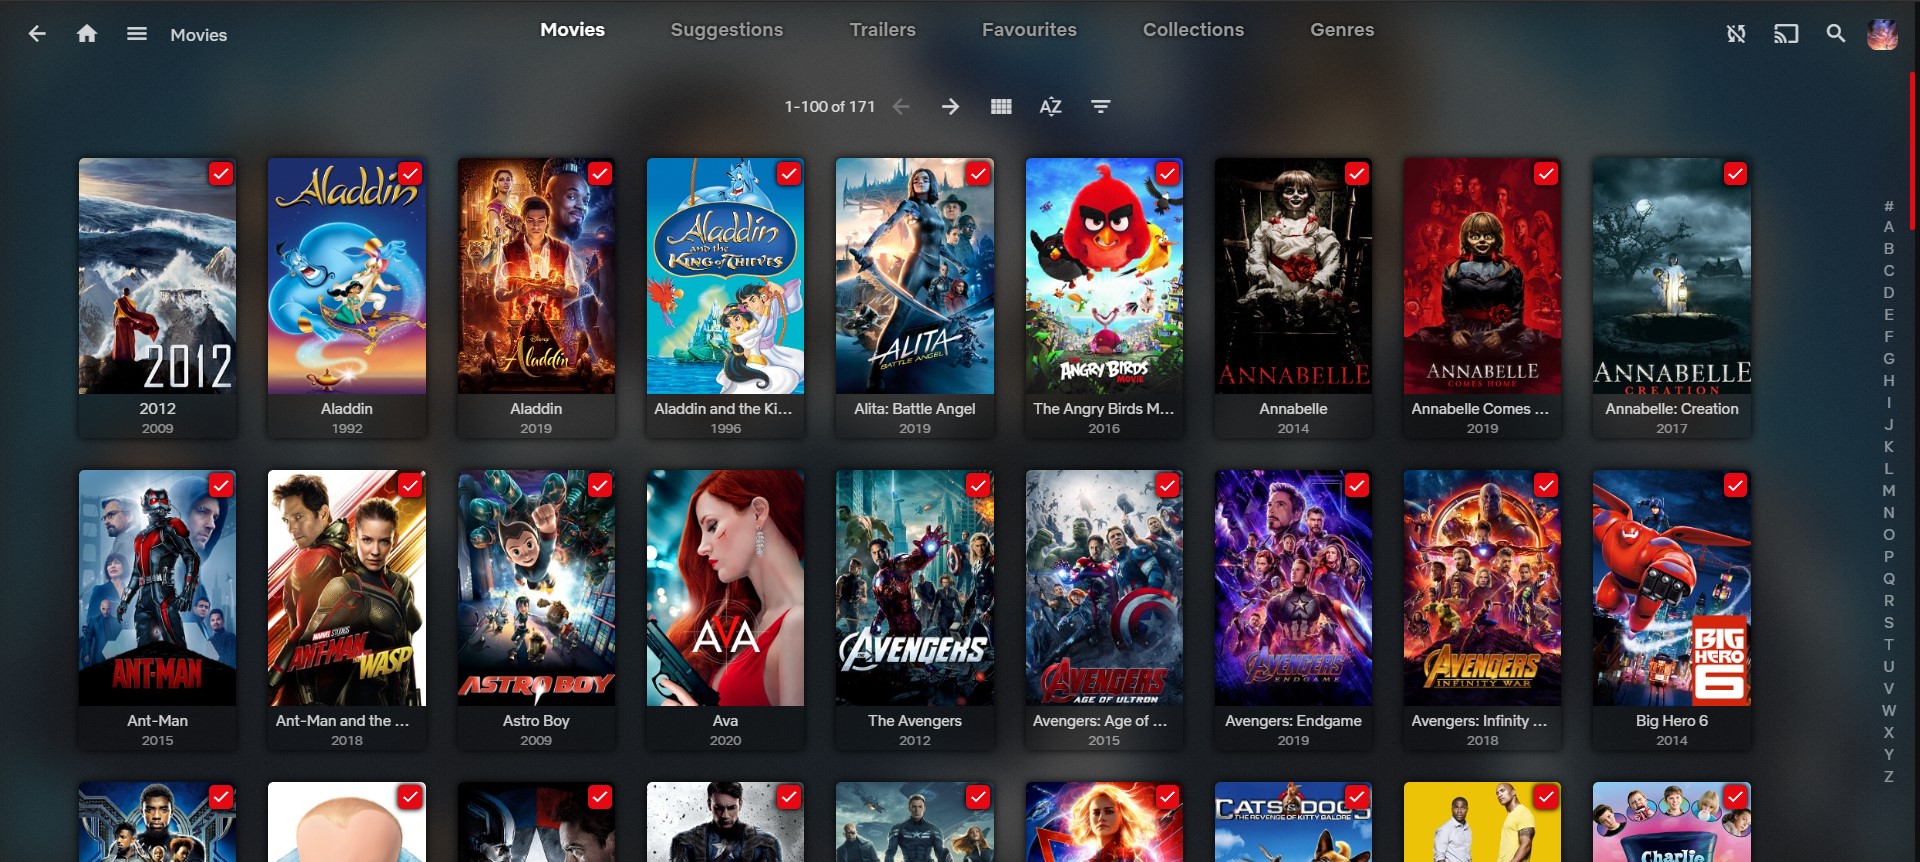 Movies
Movies
Suggestions
Trailers
Favourites
Collections
Genres
1-100 of 171
AZ
Aladdin
2012
Disney
Aladdin
Aladdin
and the
King of Thieves
ALITA
BATTLE ANGEL
THE
ANGRY BIRDS
MOVIE
ANNABELLE
ANNABELLE
COMES HOME
ANNABELLE
CREATION
2012
2009
Aladdin
1992
Aladdin
2019
Aladdin and the Ki...
1996
Alita: Battle Angel
2019
The Angry Birds M...
2016
Annabelle
2014
Annabelle Comes ...
2019
Annabelle: Creation
2017
ANT-MAN
MARVEL STUDIOS
ANT-MAN
AND THE
WASP
ASTRO BOY
AVA
AVENGERS
AVENGERS
AGE OF ULTRON
AVENGERS
ENDGAME
AVENGERS
INFINITY WAR
BIG
HERO
6
Ant-Man
2015
Ant-Man and the ...
2018
Astro Boy
2009
Ava
2020
The Avengers
2012
Avengers: Age of ...
2015
Avengers: Endgame
2019
Avengers: Infinity ...
2018
Big Hero 6
2014
CATS & DOGS
THE REVENGE OF KITTY GALORE
Charlie
#
A
B
C
D
E
F
G
H
I
J
K
L
M
N
O
P
Q
R
S
T
U
V
W
X
Y
Z